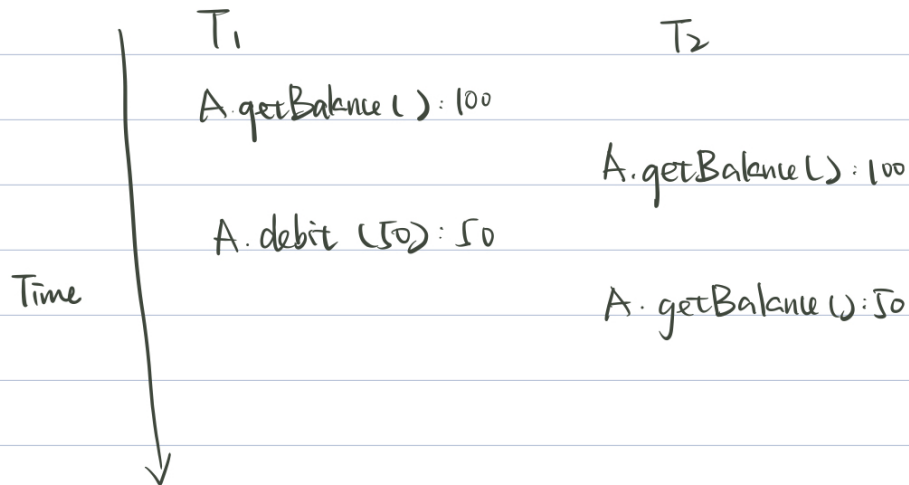 T₁ T₂
A.getBalance( ): 100
A.getBalance(): 100
A.debit (50): 50
Time
A. getBalance (): 50